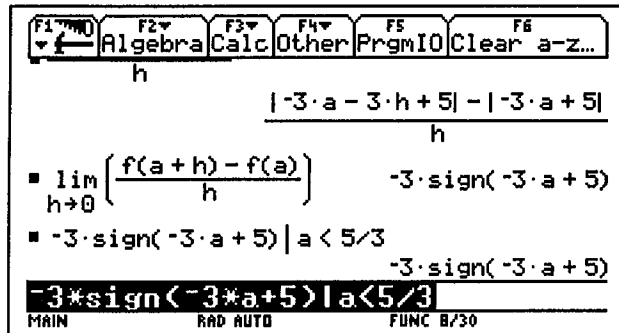 F1 F2 F3 F4 F5 F6
Algebra Calc Other PrgmIO Clear a-z…
h
|⁻3·a − 3·h + 5| − |⁻3·a + 5|
h
▪ lim h→0 ( f(a + h) − f(a) / h ) ⁻3·sign(⁻3·a + 5)
▪ ⁻3·sign(⁻3·a + 5) | a < 5/3
⁻3·sign(⁻3·a + 5)
⁻3*sign(⁻3*a+5)|a<5/3
MAIN RAD AUTO FUNC 8/30